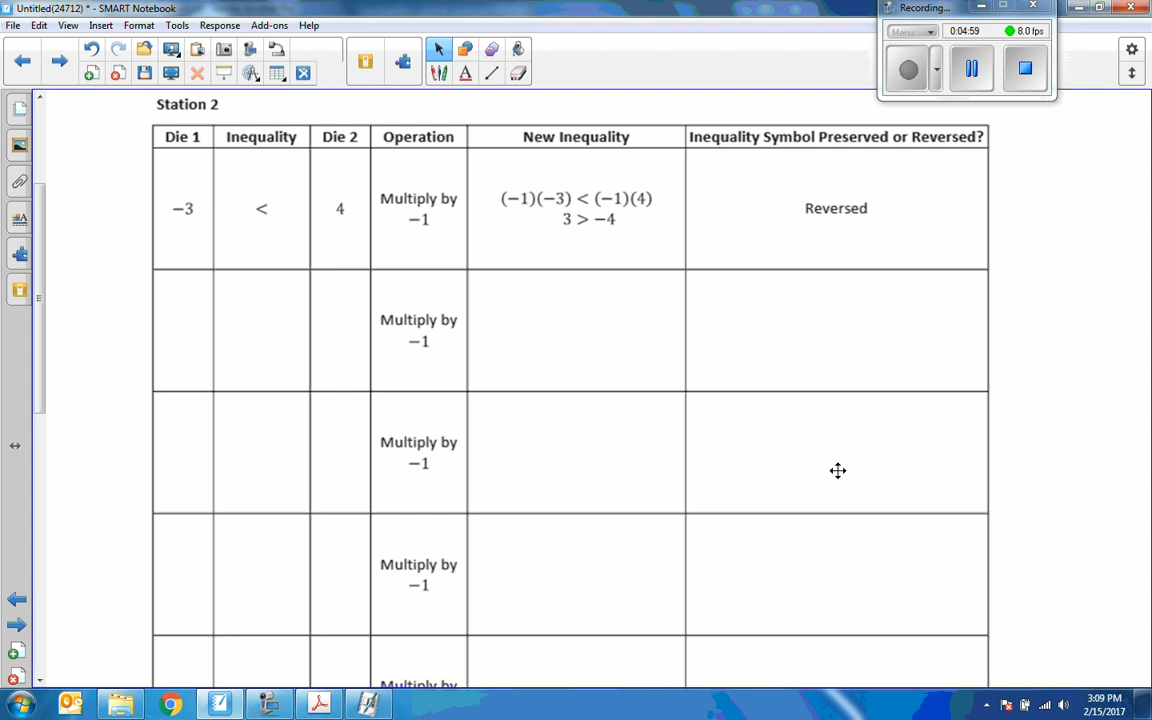 Untitled(24712) * - SMART Notebook
Recording...
File Edit View Insert Format Tools Response Add-ons Help
Menu 0:04:59 8.0 fps
Station 2
Die 1 Inequality Die 2 Operation New Inequality Inequality Symbol Preserved or Reversed?
−3 < 4 Multiply by −1 (−1)(−3) < (−1)(4) Reversed
3 > −4
Multiply by
−1
Multiply by
−1
Multiply by
−1
Multiply by
3:09 PM
2/15/2017